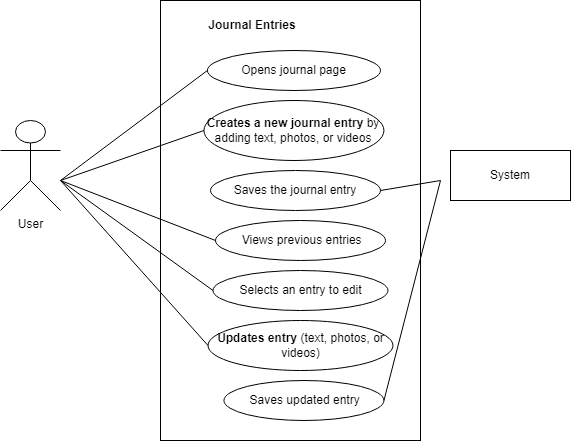 Journal Entries
Opens journal page
Creates a new journal entry by
adding text, photos, or videos
Saves the journal entry
System
User
Views previous entries
Selects an entry to edit
Updates entry (text, photos, or
videos)
Saves updated entry